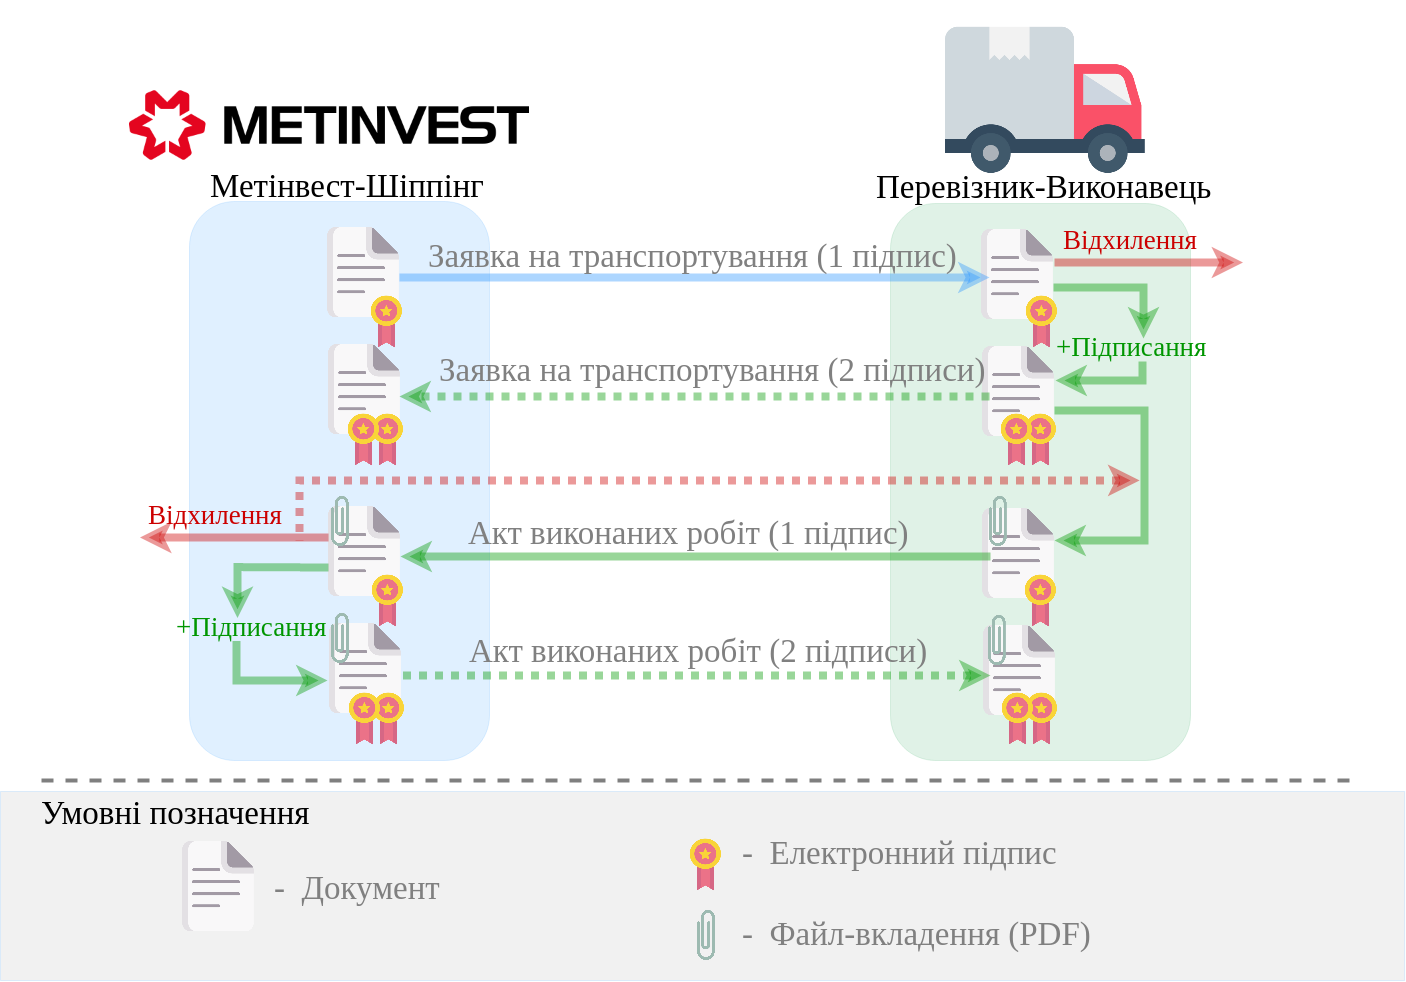 METINVEST
Метінвест-Шіппінг
Перевізник-Виконавець
Заявка на транспортування (1 підпис)
Відхилення
+Підписання
Заявка на транспортування (2 підписи)
Відхилення
Акт виконаних робіт (1 підпис)
+Підписання
Акт виконаних робіт (2 підписи)
Умовні позначення
- Документ
- Електронний підпис
- Файл-вкладення (PDF)